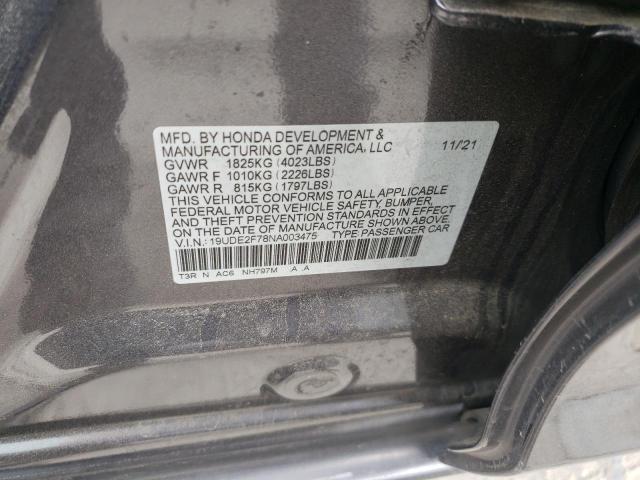 MFD. BY HONDA DEVELOPMENT & 11/21
MANUFACTURING OF AMERICA, LLC
GVWR 1825KG (4023LBS)
GAWR F 1010KG (2226LBS)
GAWR R 815KG (1797LBS)
THIS VEHICLE CONFORMS TO ALL APPLICABLE
FEDERAL MOTOR VEHICLE SAFETY, BUMPER,
AND THEFT PREVENTION STANDARDS IN EFFECT
ON THE DATE OF MANUFACTURE SHOWN ABOVE.
V.I.N.: 19UDE2F78NA003475 TYPE PASSENGER CAR
T3R N AC6 NH797M .A .A